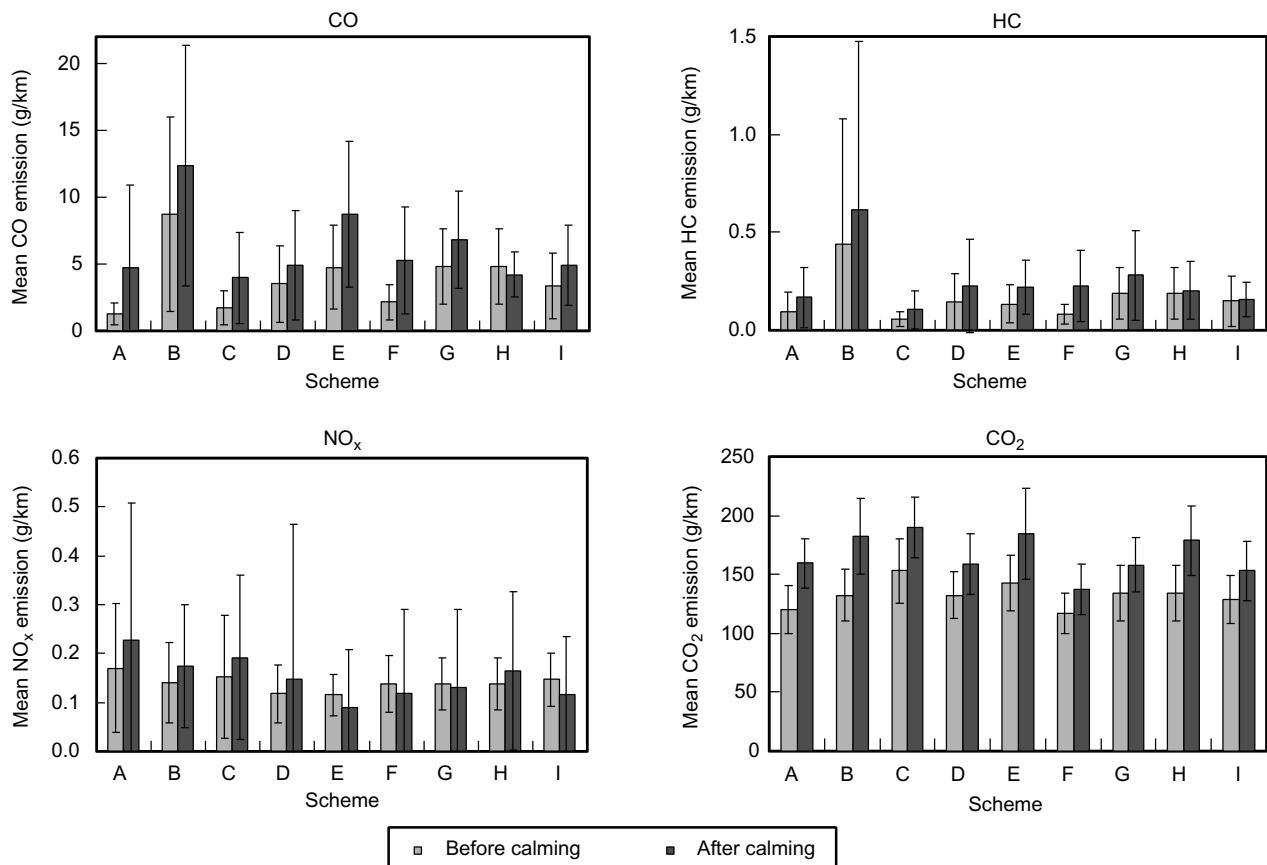 CO
Mean CO emission (g/km)
20
15
10
5
0
A B C D E F G H I
Scheme
HC
Mean HC emission (g/km)
1.5
1.0
0.5
0.0
A B C D E F G H I
Scheme
NOx
Mean NOx emission (g/km)
0.6
0.5
0.4
0.3
0.2
0.1
0.0
A B C D E F G H I
Scheme
CO2
Mean CO2 emission (g/km)
250
200
150
100
50
0
A B C D E F G H I
Scheme
Before calming After calming